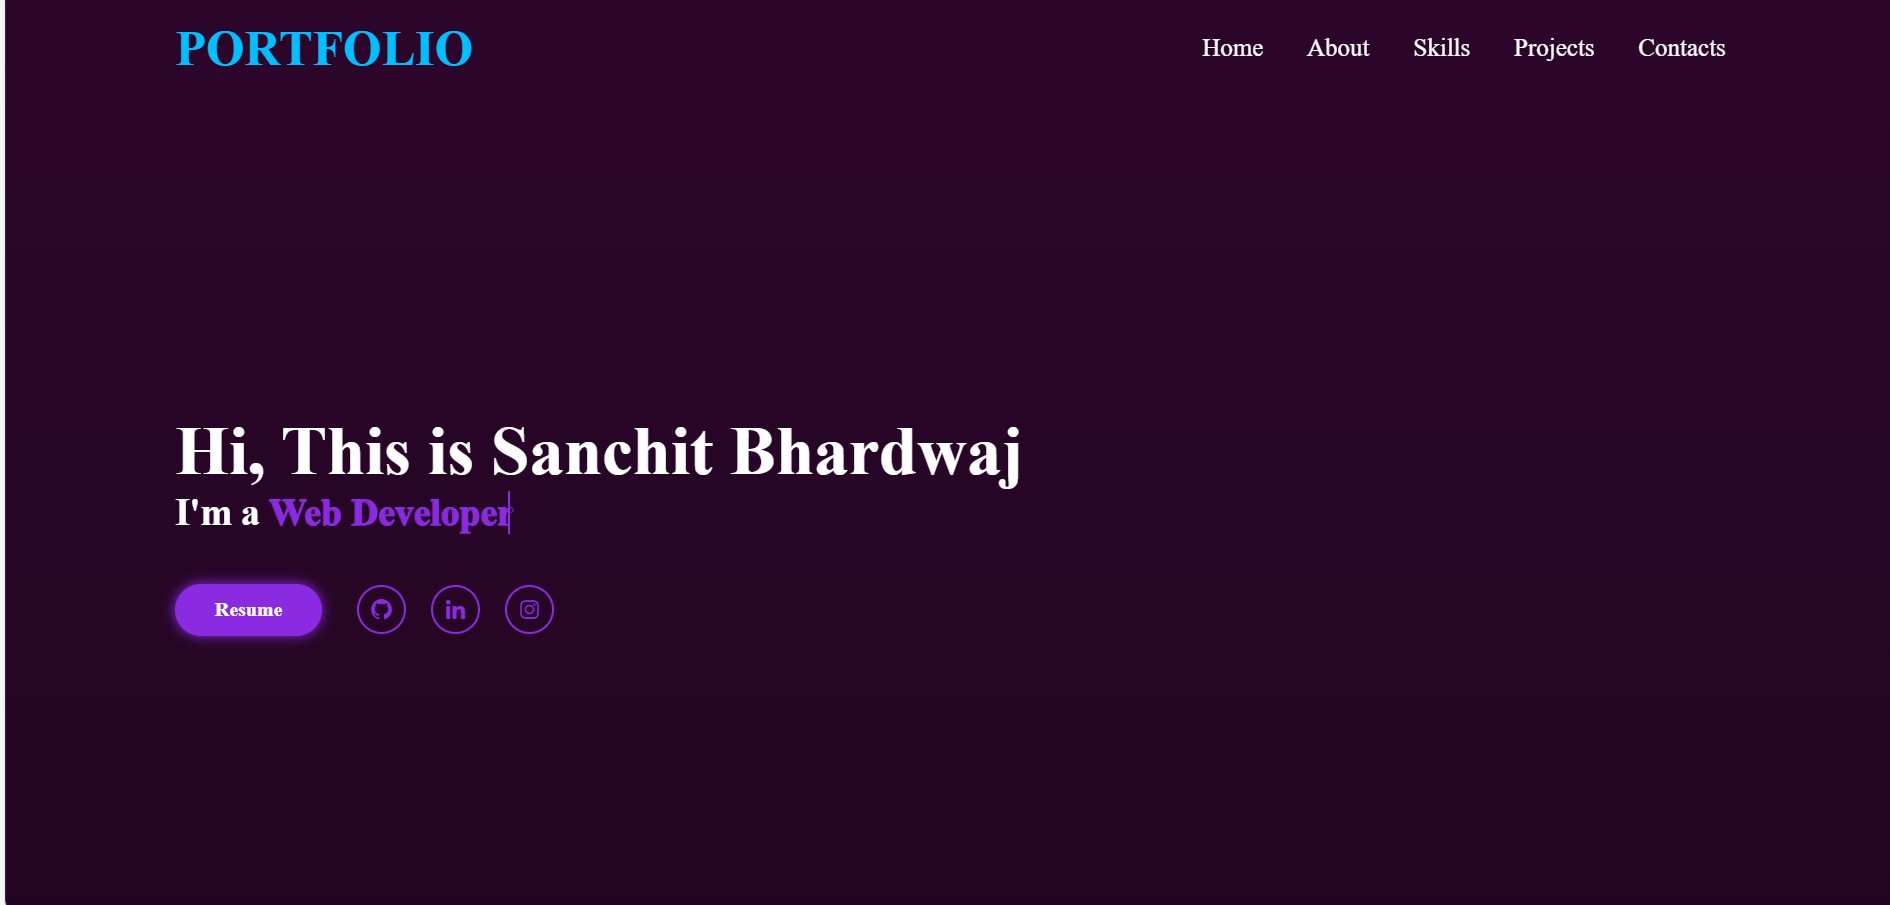 PORTFOLIO
Home About Skills Projects Contacts
Hi, This is Sanchit Bhardwaj
I'm a Web Developer
Resume
in